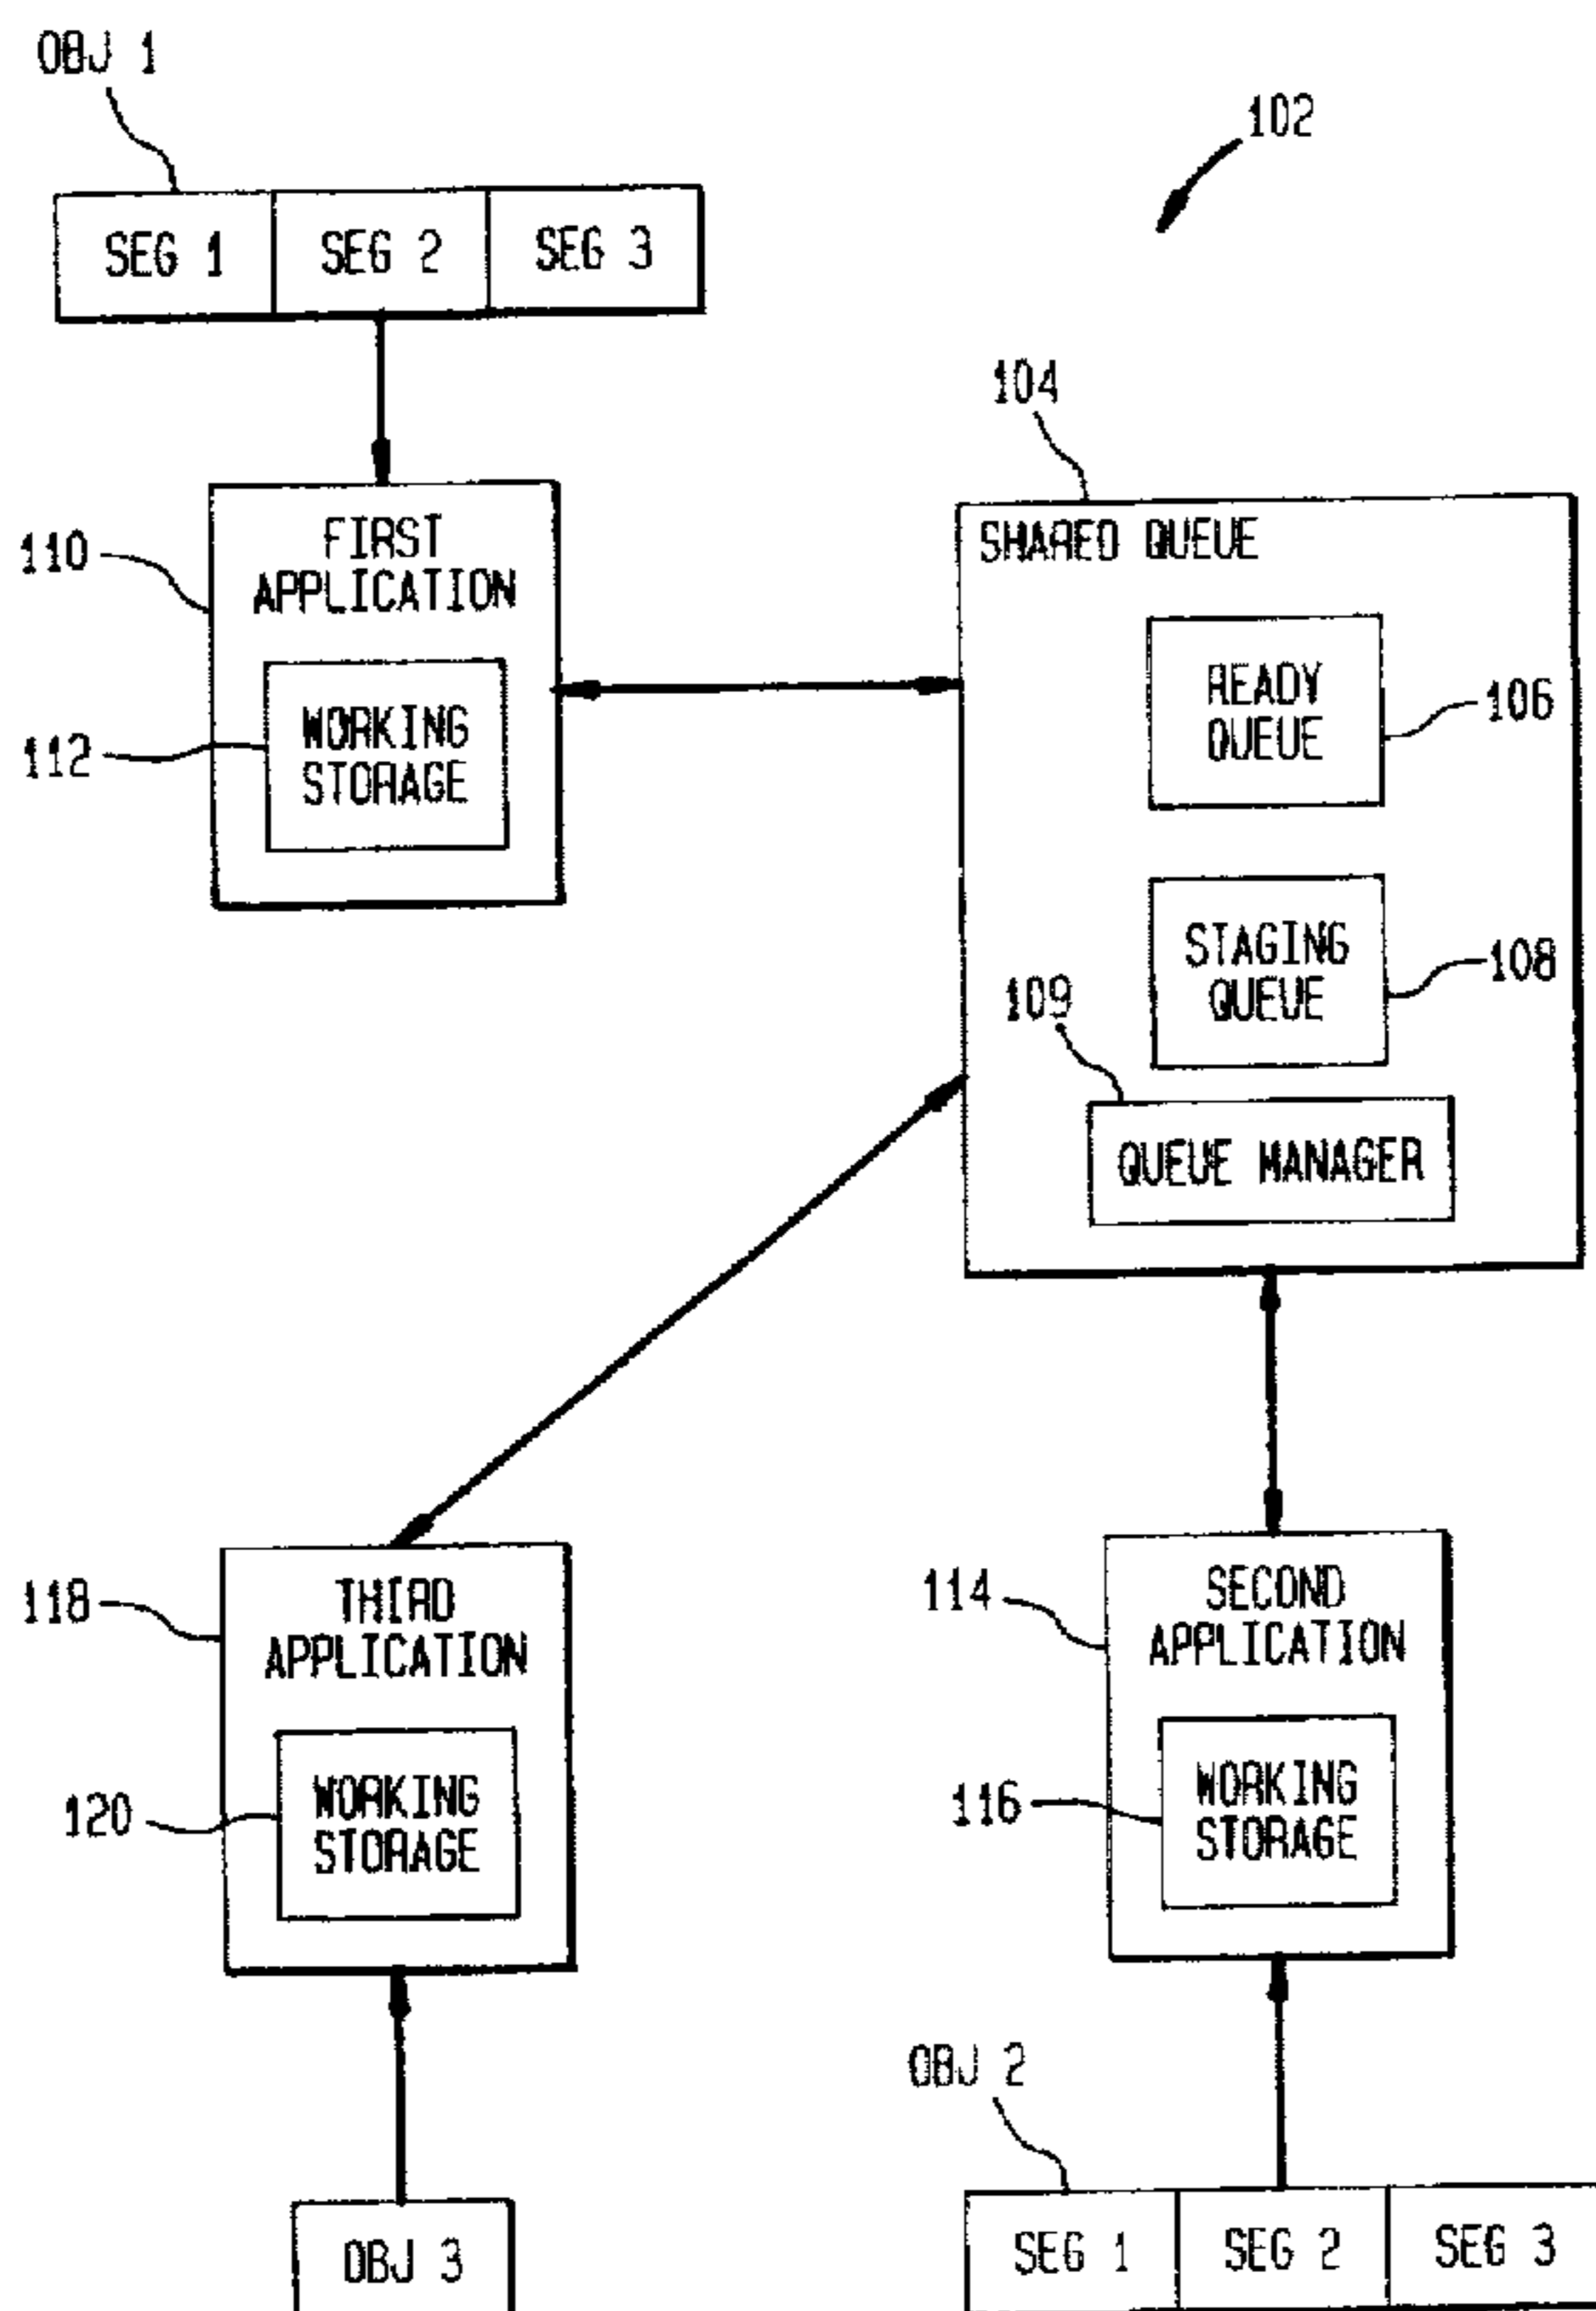 OBJ 1
102
SEG 1 SEG 2 SEG 3
104
110
FIRST
APPLICATION
112
WORKING
STORAGE
SHARED QUEUE
READY
QUEUE
106
STAGING
QUEUE
108
109
QUEUE MANAGER
118
THIRD
APPLICATION
120
WORKING
STORAGE
114
SECOND
APPLICATION
116
WORKING
STORAGE
OBJ 2
OBJ 3
SEG 1 SEG 2 SEG 3